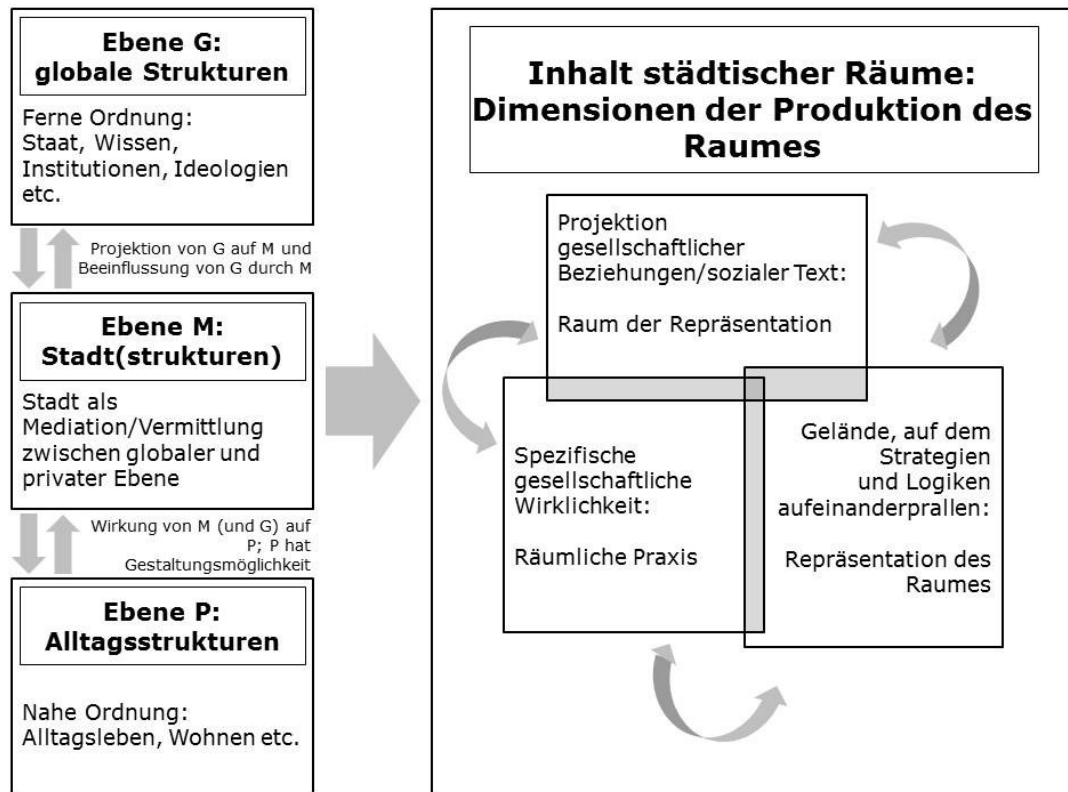 Ebene G:
globale Strukturen
Ferne Ordnung:
Staat, Wissen,
Institutionen, Ideologien
etc.
Projektion von G auf M und
Beeinflussung von G durch M
Ebene M:
Stadt(strukturen)
Stadt als
Mediation/Vermittlung
zwischen globaler und
privater Ebene
Wirkung von M (und G) auf
P; P hat
Gestaltungsmöglichkeit
Ebene P:
Alltagsstrukturen
Nahe Ordnung:
Alltagsleben, Wohnen etc.
Inhalt städtischer Räume:
Dimensionen der Produktion des
Raumes
Projektion
gesellschaftlicher
Beziehungen/sozialer Text:
Raum der Repräsentation
Spezifische
gesellschaftliche
Wirklichkeit:
Räumliche Praxis
Gelände, auf dem
Strategien
und Logiken
aufeinanderprallen:
Repräsentation des
Raumes